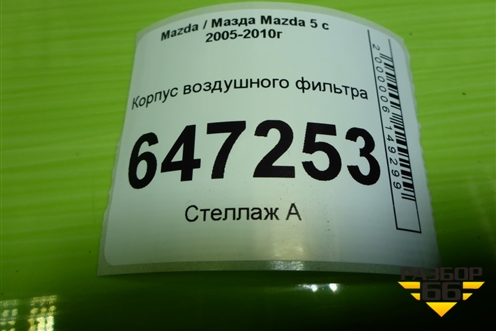 Mazda / Мазда Mazda 5 с
2005-2010г
Корпус воздушного фильтра
647253
Стеллаж А
2000006149299
РАЗБОР
66